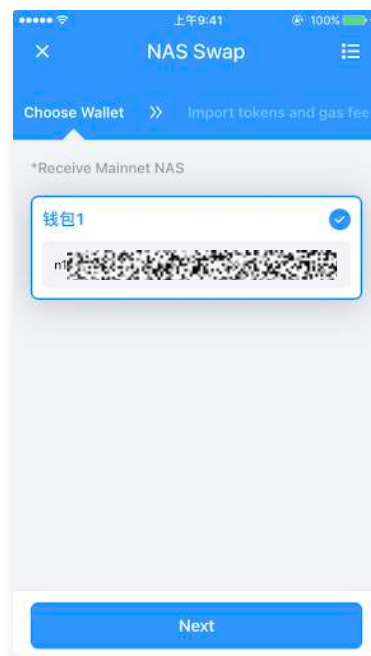 上午9:41
100%
NAS Swap
Choose Wallet
Import tokens and gas fee
*Receive Mainnet NAS
钱包1
n1
Next